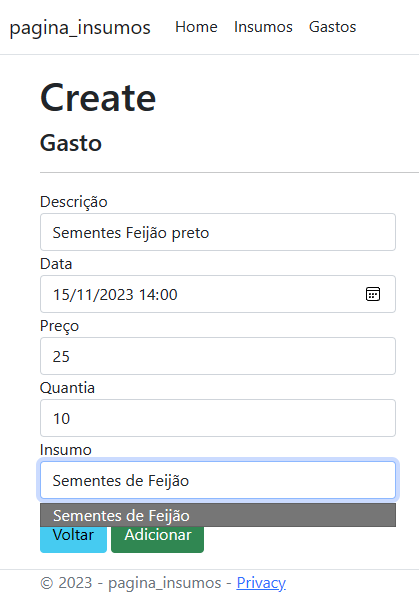 pagina_insumos Home Insumos Gastos
Create
Gasto
Descrição
Sementes Feijão preto
Data
15/11/2023 14:00
Preço
25
Quantia
10
Insumo
Sementes de Feijão
Sementes de Feijão
Voltar Adicionar
© 2023 - pagina_insumos - Privacy